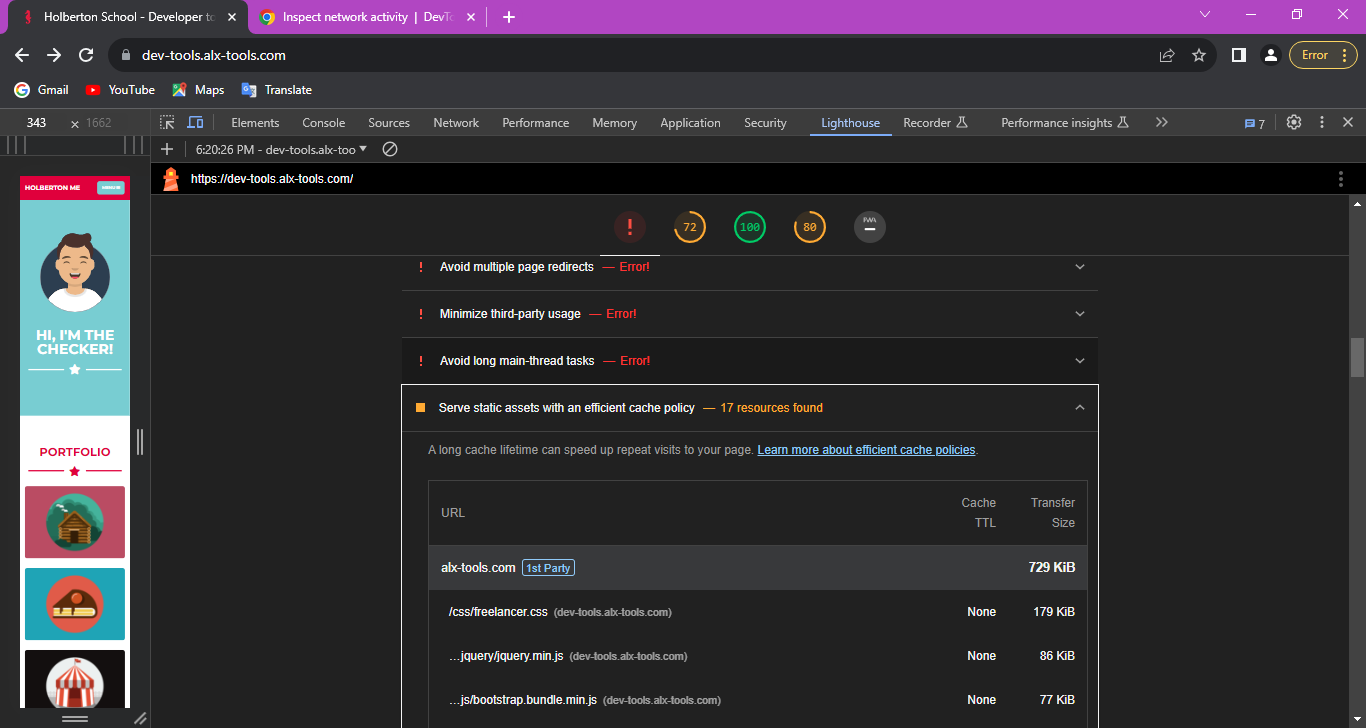 Holberton School - Developer to
Inspect network activity | DevTo
dev-tools.alx-tools.com
Error
Gmail
YouTube
Maps
Translate
343 × 1662
Elements
Console
Sources
Network
Performance
Memory
Application
Security
Lighthouse
Recorder
Performance insights
7
6:20:26 PM - dev-tools.alx-too
https://dev-tools.alx-tools.com/
HOLBERTON ME
72
100
80
PWA
Avoid multiple page redirects — Error!
Minimize third-party usage — Error!
Avoid long main-thread tasks — Error!
Serve static assets with an efficient cache policy — 17 resources found
A long cache lifetime can speed up repeat visits to your page. Learn more about efficient cache policies.
URL
Cache TTL
Transfer Size
alx-tools.com 1st Party 729 KiB
/css/freelancer.css (dev-tools.alx-tools.com) None 179 KiB
…jquery/jquery.min.js (dev-tools.alx-tools.com) None 86 KiB
…js/bootstrap.bundle.min.js (dev-tools.alx-tools.com) None 77 KiB
HI, I'M THE
CHECKER!
PORTFOLIO